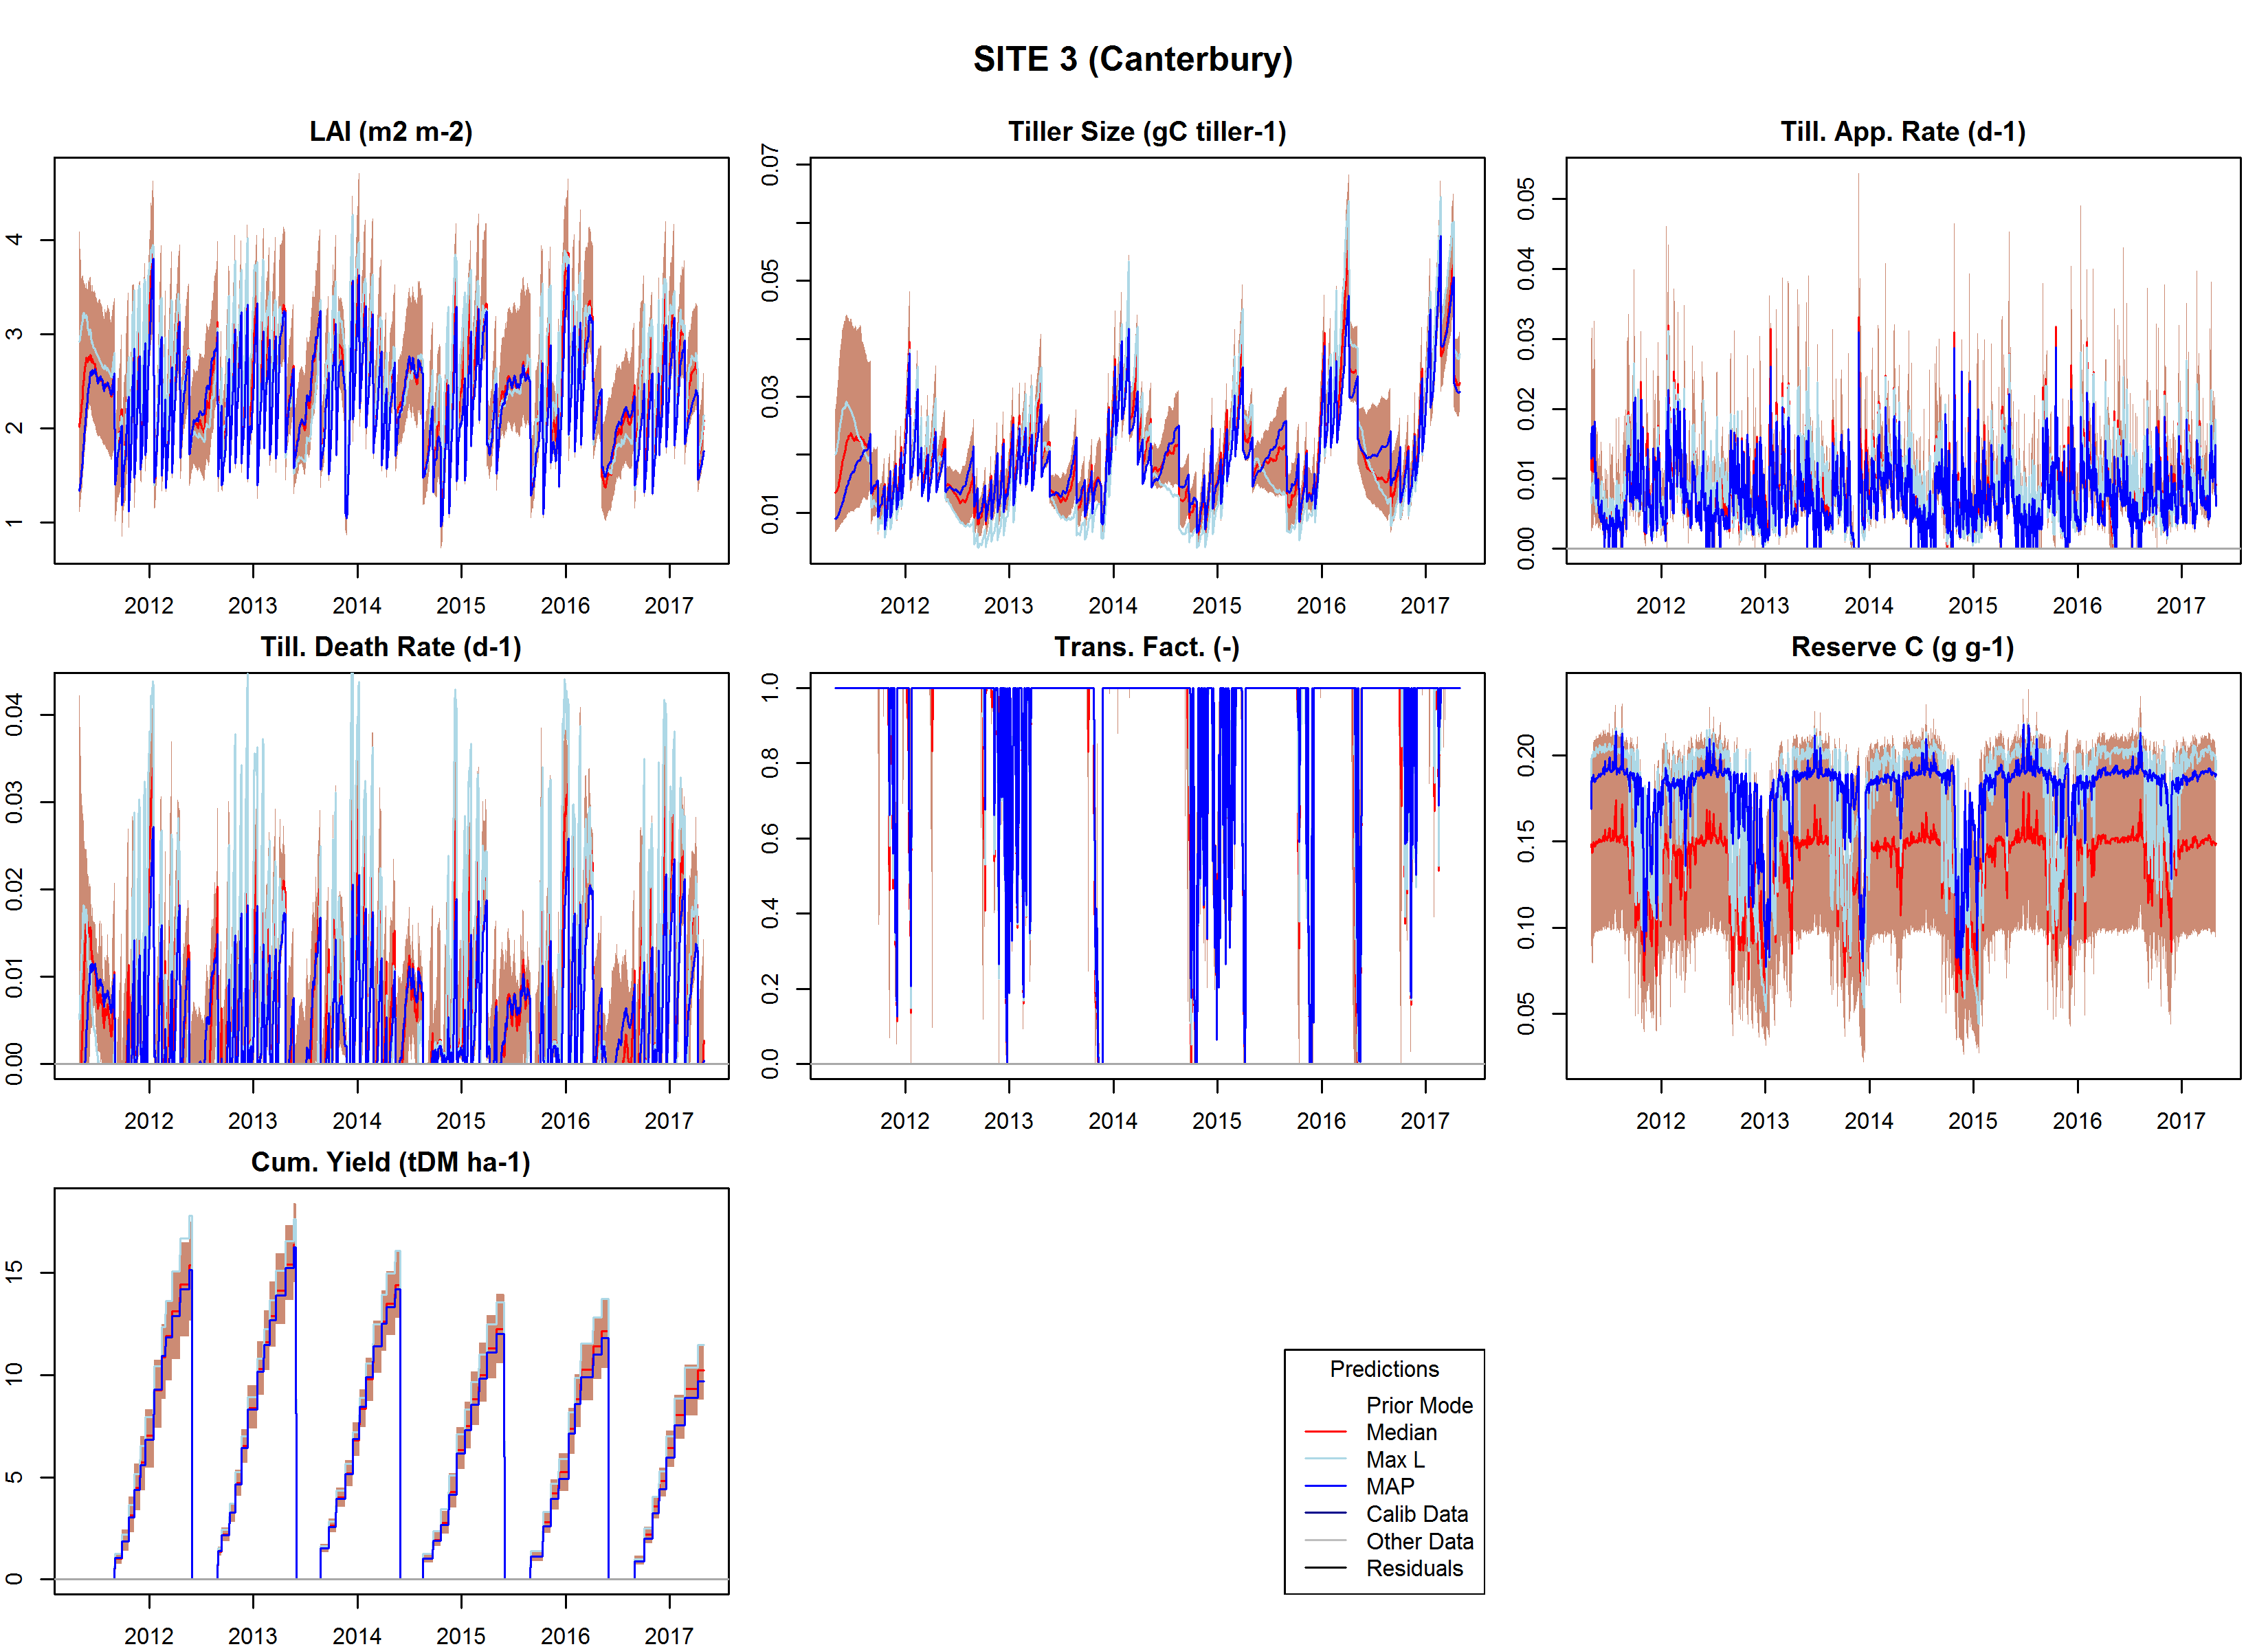 SITE 3 (Canterbury)
LAI (m2 m-2)
4
3
2
1
2012 2013 2014 2015 2016 2017
Tiller Size (gC tiller-1)
0.07
0.05
0.03
0.01
2012 2013 2014 2015 2016 2017
Till. App. Rate (d-1)
0.05
0.04
0.03
0.02
0.01
0.00
2012 2013 2014 2015 2016 2017
Till. Death Rate (d-1)
0.04
0.03
0.02
0.01
0.00
2012 2013 2014 2015 2016 2017
Trans. Fact. (-)
1.0
0.8
0.6
0.4
0.2
0.0
2012 2013 2014 2015 2016 2017
Reserve C (g g-1)
0.20
0.15
0.10
0.05
2012 2013 2014 2015 2016 2017
Cum. Yield (tDM ha-1)
15
10
5
0
2012 2013 2014 2015 2016 2017
Predictions
Prior Mode
Median
Max L
MAP
Calib Data
Other Data
Residuals